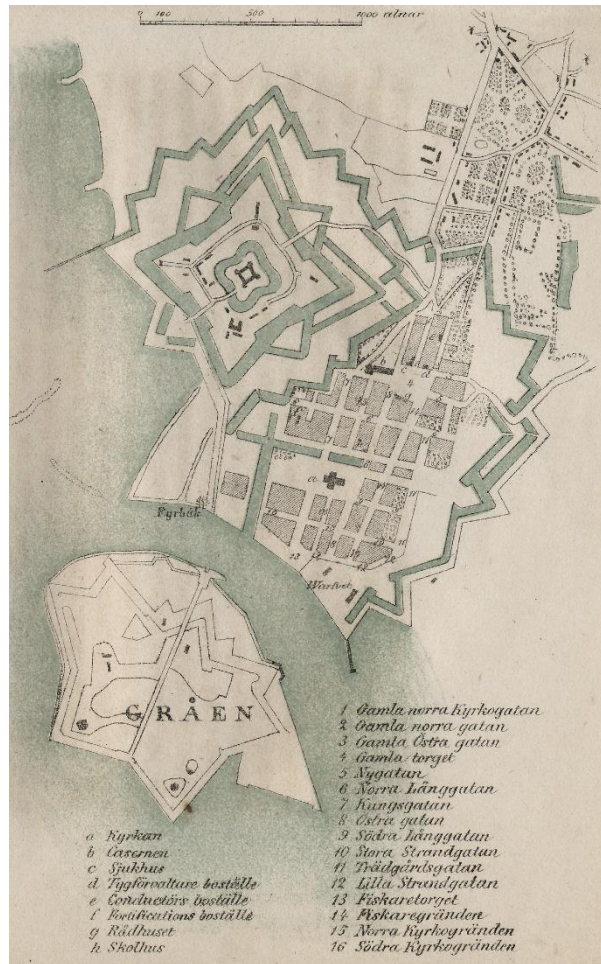 0 100 500 1000 alnar
Fyrbåk
Warfvet
GRÅEN
a Kyrkan
b Casernen
c Sjukhus
d Tygförvaltare boställe
e Conductörs boställe
f Fortifications boställe
g Rådhuset
h Skolhus
1 Gamla norra Kyrkogatan
2 Gamla norra gatan
3 Gamla Östra gatan
4 Gamla torget
5 Nygatan
6 Norra Långgatan
7 Kungsgatan
8 Östra gatan
9 Södra Långgatan
10 Stora Strandgatan
11 Trädgårdsgatan
12 Lilla Strandgatan
13 Fiskaretorget
14 Fiskaregränden
15 Norra Kyrkogränden
16 Södra Kyrkogränden